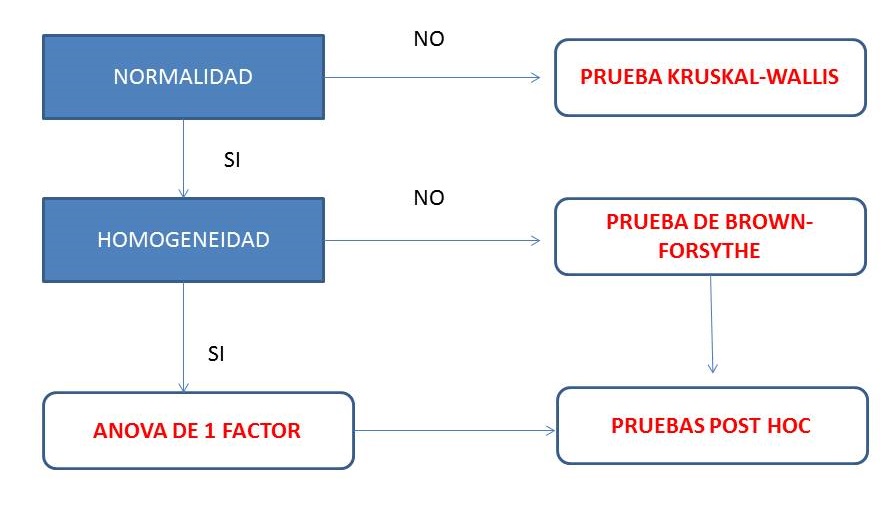 NO
NORMALIDAD
PRUEBA KRUSKAL-WALLIS
SI
NO
HOMOGENEIDAD
PRUEBA DE BROWN-
FORSYTHE
SI
ANOVA DE 1 FACTOR
PRUEBAS POST HOC